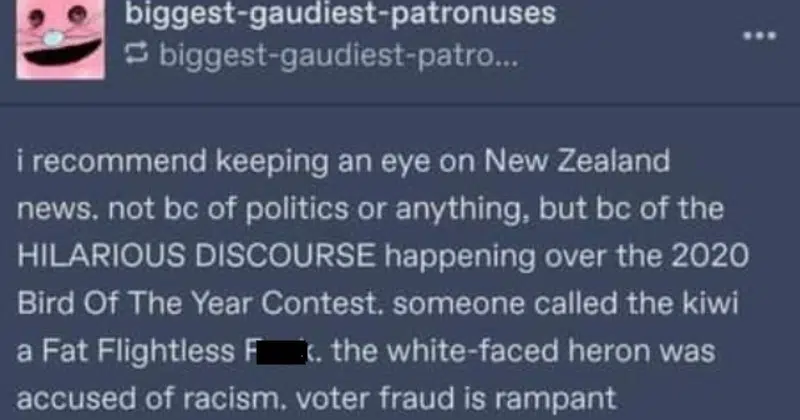 biggest-gaudiest-patronuses
biggest-gaudiest-patro...
i recommend keeping an eye on New Zealand
news. not bc of politics or anything, but bc of the
HILARIOUS DISCOURSE happening over the 2020
Bird Of The Year Contest. someone called the kiwi
a Fat Flightless F k. the white-faced heron was
accused of racism. voter fraud is rampant